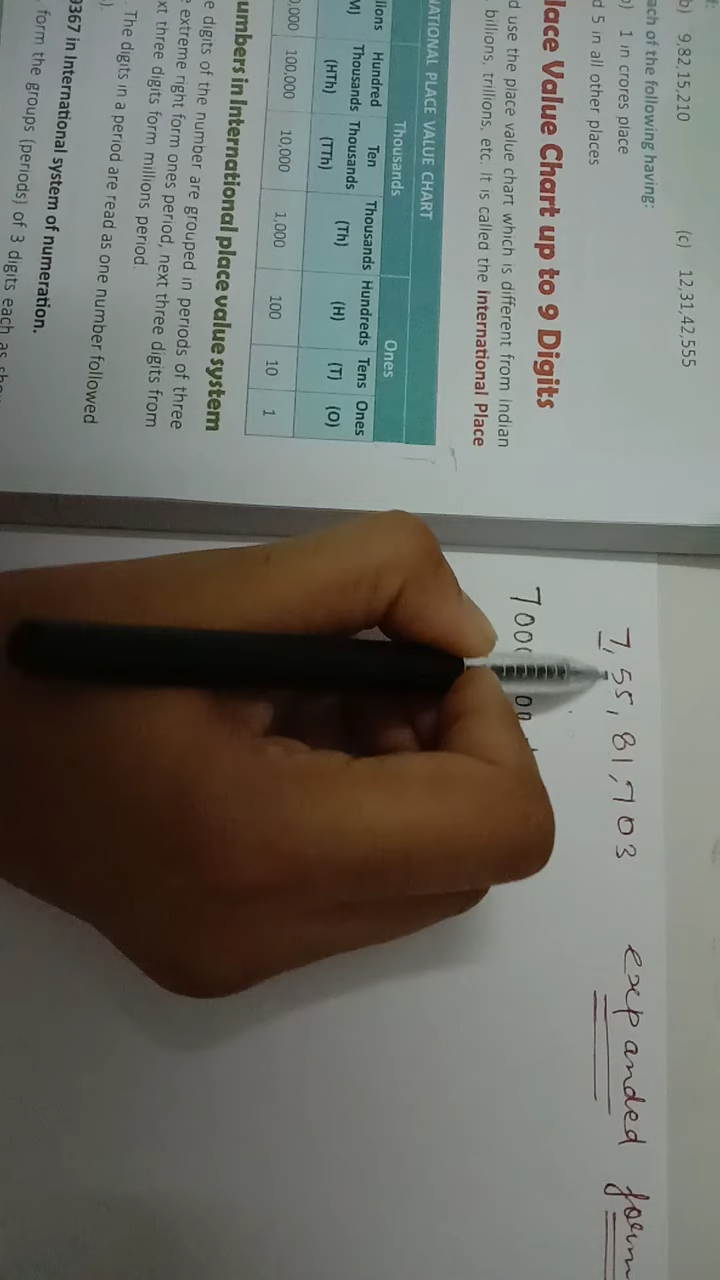 b) 9,82,15,210 (c) 12,31,42,555
ach of the following having:
1 in crores place
d 5 in all other places
lace Value Chart up to 9 Digits
d use the place value chart which is different from Indian
billions, trillions, etc. It is called the International Place
NATIONAL PLACE VALUE CHART
Thousands Ones
Hundred Thousands (HTh) Ten Thousands (TTh) Thousands (Th) Hundreds (H) Tens (T) Ones (O)
100,000 10,000 1,000 100 10 1
umbers in International place value system
e digits of the number are grouped in periods of three
extreme right form ones period, next three digits from
xt three digits form millions period.
The digits in a period are read as one number followed
9367 in International system of numeration.
form the groups (periods) of 3 digits each as
7,55,81,703 expanded form